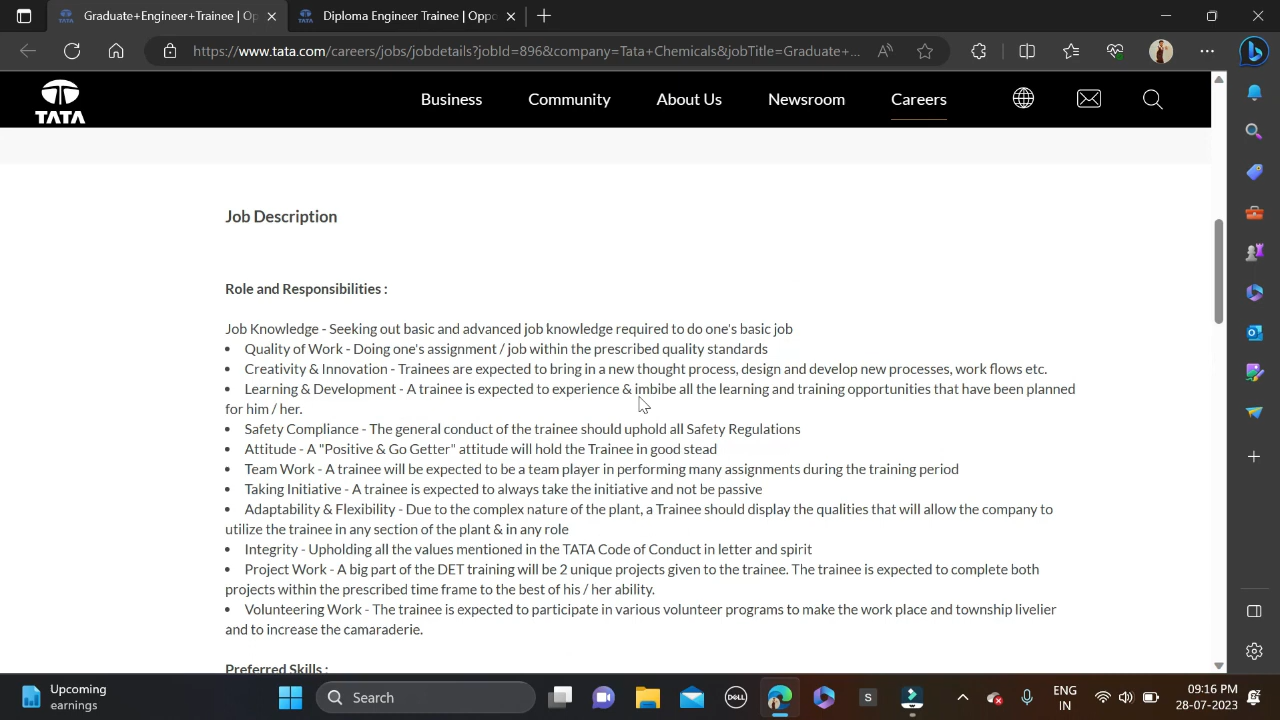 Graduate+Engineer+Trainee | Op
Diploma Engineer Trainee | Oppo
https://www.tata.com/careers/jobs/jobdetails?jobId=896&company=Tata+Chemicals&jobTitle=Graduate+...
TATA
Business
Community
About Us
Newsroom
Careers
Job Description
Role and Responsibilities :
Job Knowledge - Seeking out basic and advanced job knowledge required to do one's basic job
• Quality of Work - Doing one's assignment / job within the prescribed quality standards
• Creativity & Innovation - Trainees are expected to bring in a new thought process, design and develop new processes, work flows etc.
• Learning & Development - A trainee is expected to experience & imbibe all the learning and training opportunities that have been planned
for him / her.
• Safety Compliance - The general conduct of the trainee should uphold all Safety Regulations
• Attitude - A "Positive & Go Getter" attitude will hold the Trainee in good stead
• Team Work - A trainee will be expected to be a team player in performing many assignments during the training period
• Taking Initiative - A trainee is expected to always take the initiative and not be passive
• Adaptability & Flexibility - Due to the complex nature of the plant, a Trainee should display the qualities that will allow the company to
utilize the trainee in any section of the plant & in any role
• Integrity - Upholding all the values mentioned in the TATA Code of Conduct in letter and spirit
• Project Work - A big part of the DET training will be 2 unique projects given to the trainee. The trainee is expected to complete both
projects within the prescribed time frame to the best of his / her ability.
• Volunteering Work - The trainee is expected to participate in various volunteer programs to make the work place and township livelier
and to increase the camaraderie.
Preferred Skills :
Upcoming
earnings
Search
DELL
S
ENG
IN
09:16 PM
28-07-2023